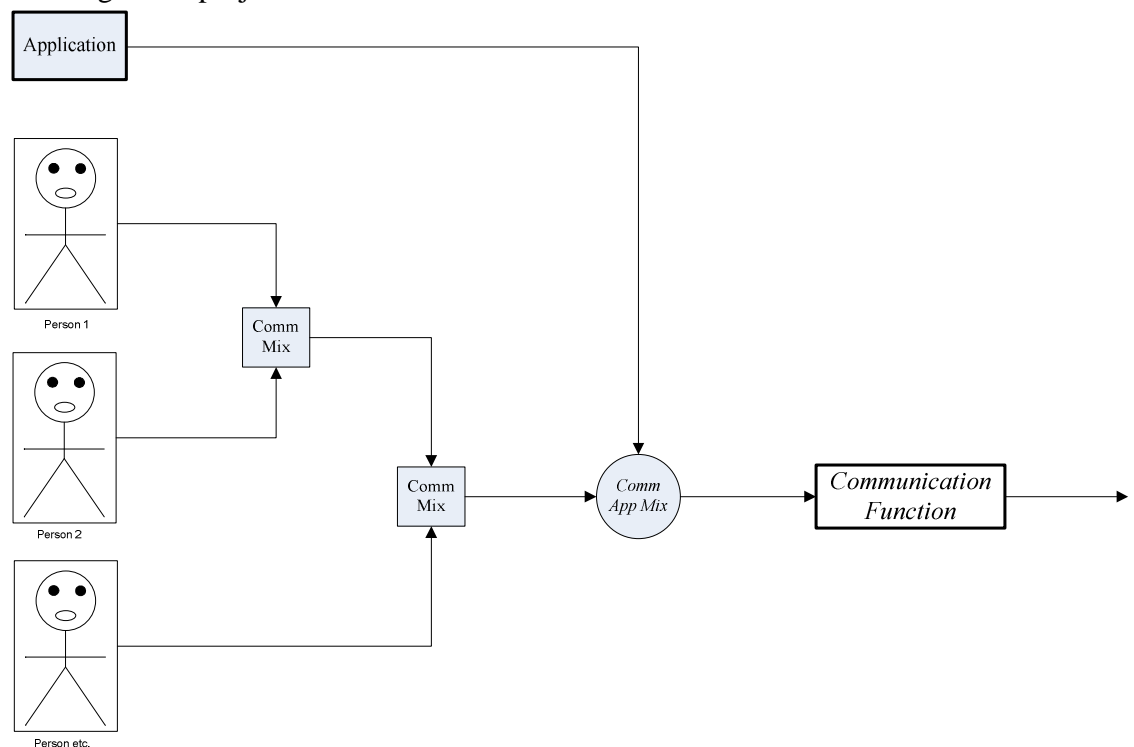 Application
Person 1
Comm
Mix
Person 2
Comm
Mix
Comm
App Mix
Communication
Function
Person etc.